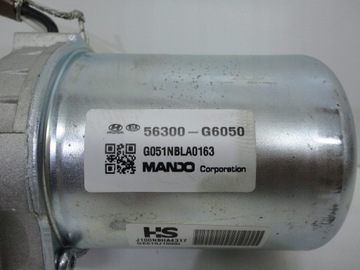 56300-G6050
G051NBLA0163
MANDO Corporation
HS